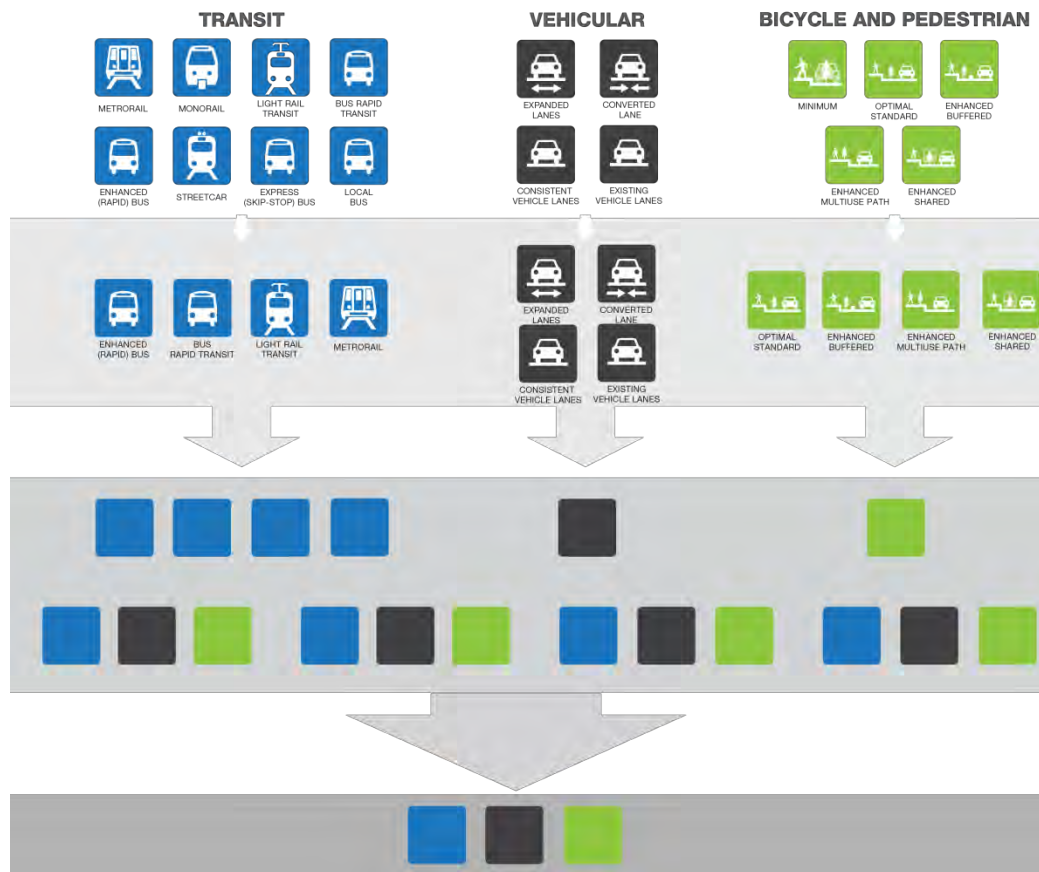 TRANSIT
VEHICULAR
BICYCLE AND PEDESTRIAN
METRORAIL
MONORAIL
LIGHT RAIL
TRANSIT
BUS RAPID
TRANSIT
EXPANDED
LANES
CONVERTED
LANE
MINIMUM
OPTIMAL
STANDARD
ENHANCED
BUFFERED
ENHANCED
(RAPID) BUS
STREETCAR
EXPRESS
(SKIP-STOP) BUS
LOCAL
BUS
CONSISTENT
VEHICLE LANES
EXISTING
VEHICLE LANES
ENHANCED
MULTIUSE PATH
ENHANCED
SHARED
ENHANCED
(RAPID) BUS
BUS
RAPID TRANSIT
LIGHT RAIL
TRANSIT
METRORAIL
EXPANDED
LANES
CONVERTED
LANE
CONSISTENT
VEHICLE LANES
EXISTING
VEHICLE LANES
OPTIMAL
STANDARD
ENHANCED
BUFFERED
ENHANCED
MULTIUSE PATH
ENHANCED
SHARED